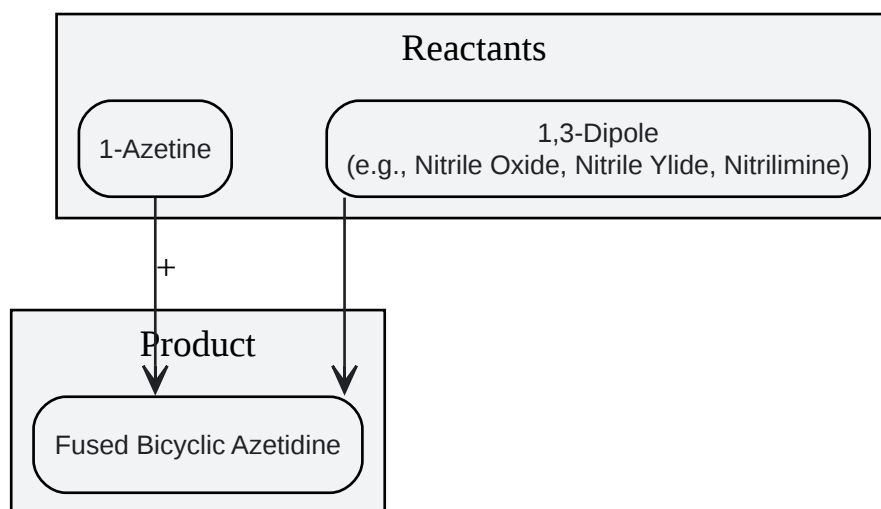 Reactants
1-Azetine
1,3-Dipole
(e.g., Nitrile Oxide, Nitrile Ylide, Nitrilimine)
+
Product
Fused Bicyclic Azetidine